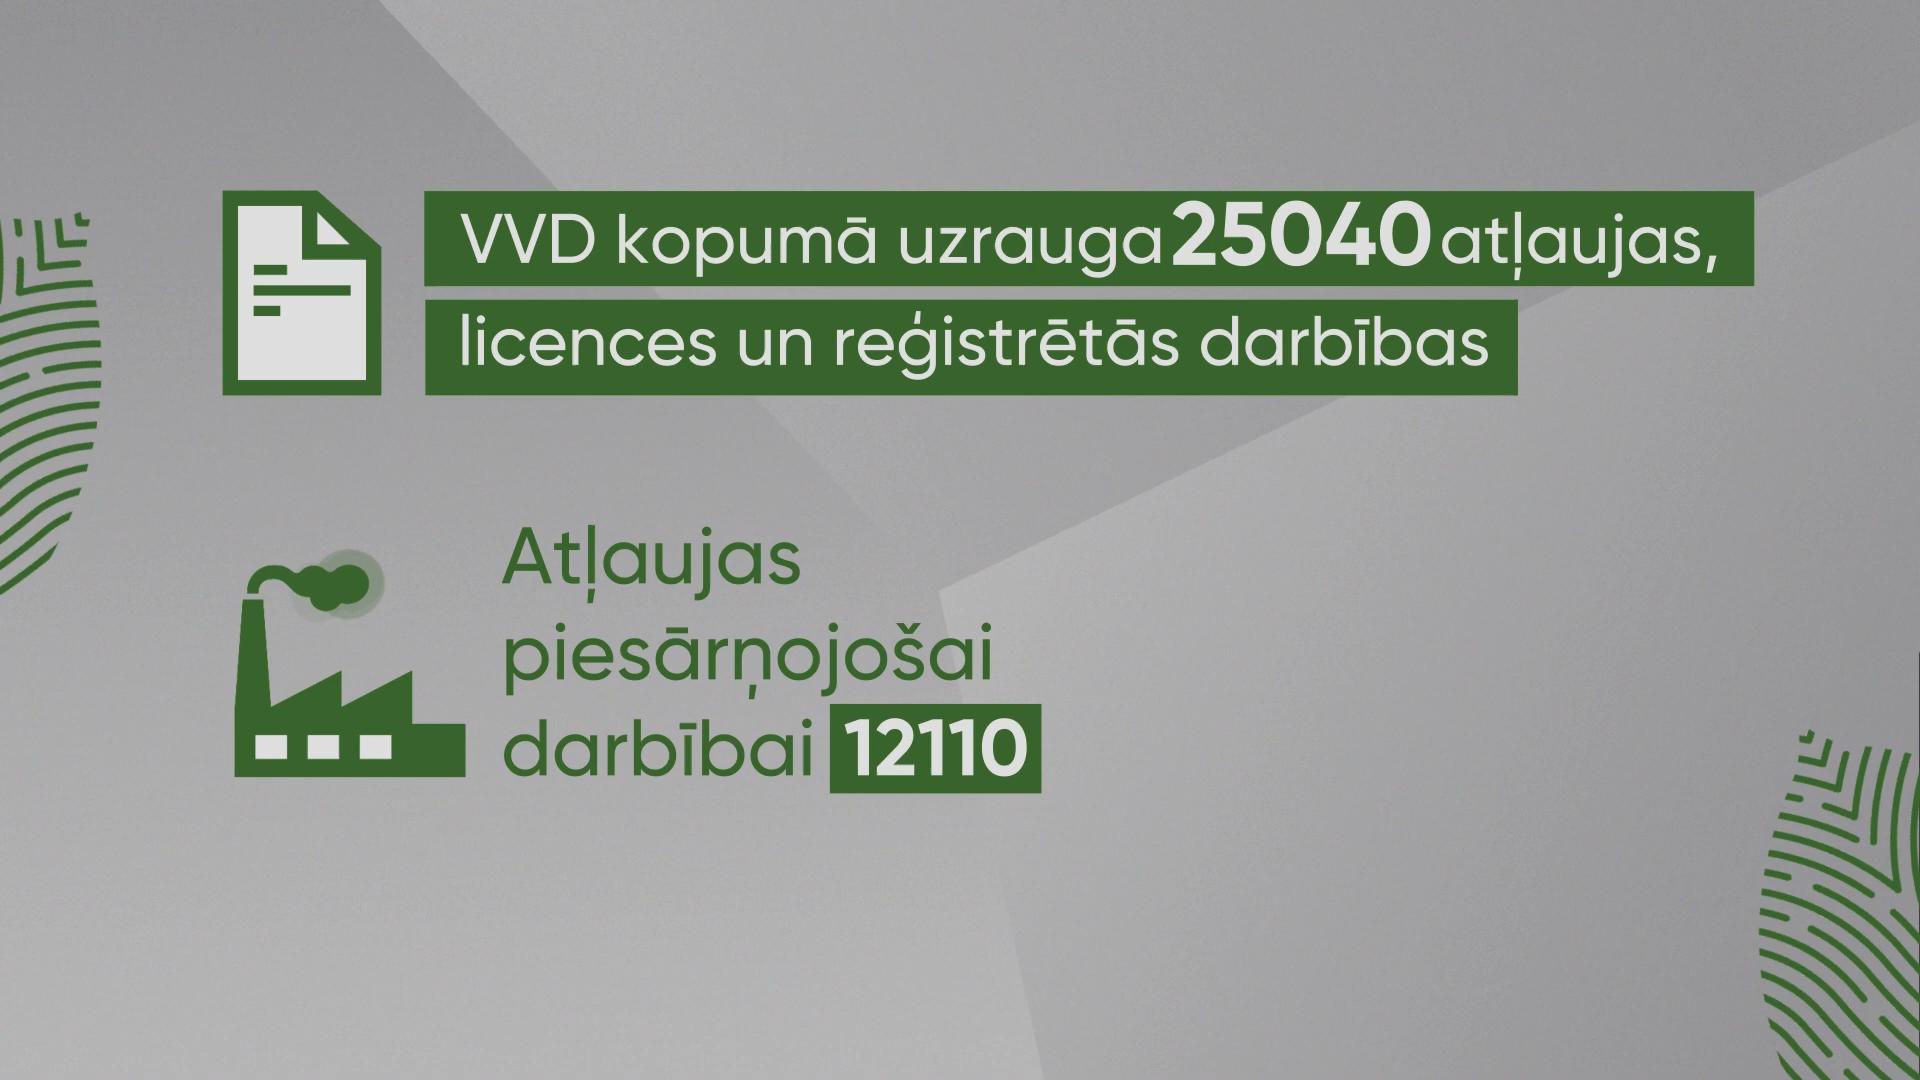 VVD kopumā uzrauga 25040 atļaujas,
licences un reģistrētās darbības
Atļaujas
piesārņojošai
darbībai 12110